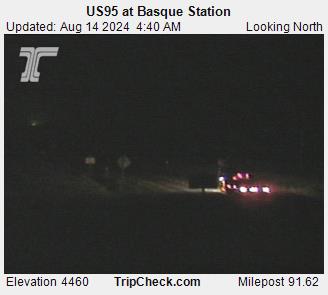 US95 at Basque Station
Updated: Aug 14 2024 4:40 AM Looking North
Elevation 4460 TripCheck.com Milepost 91.62